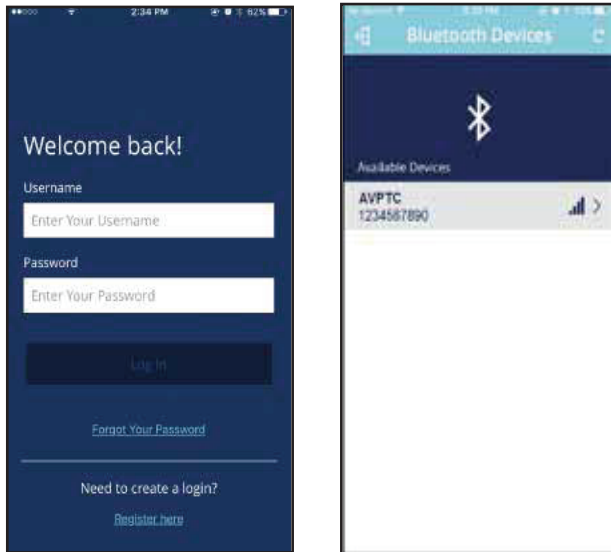 2:34 PM
62%
Welcome back!
Username
Enter Your Username
Password
Enter Your Password
Log In
Forgot Your Password
Need to create a login?
Register here
Bluetooth Devices
Available Devices
AVPTC
1234567890